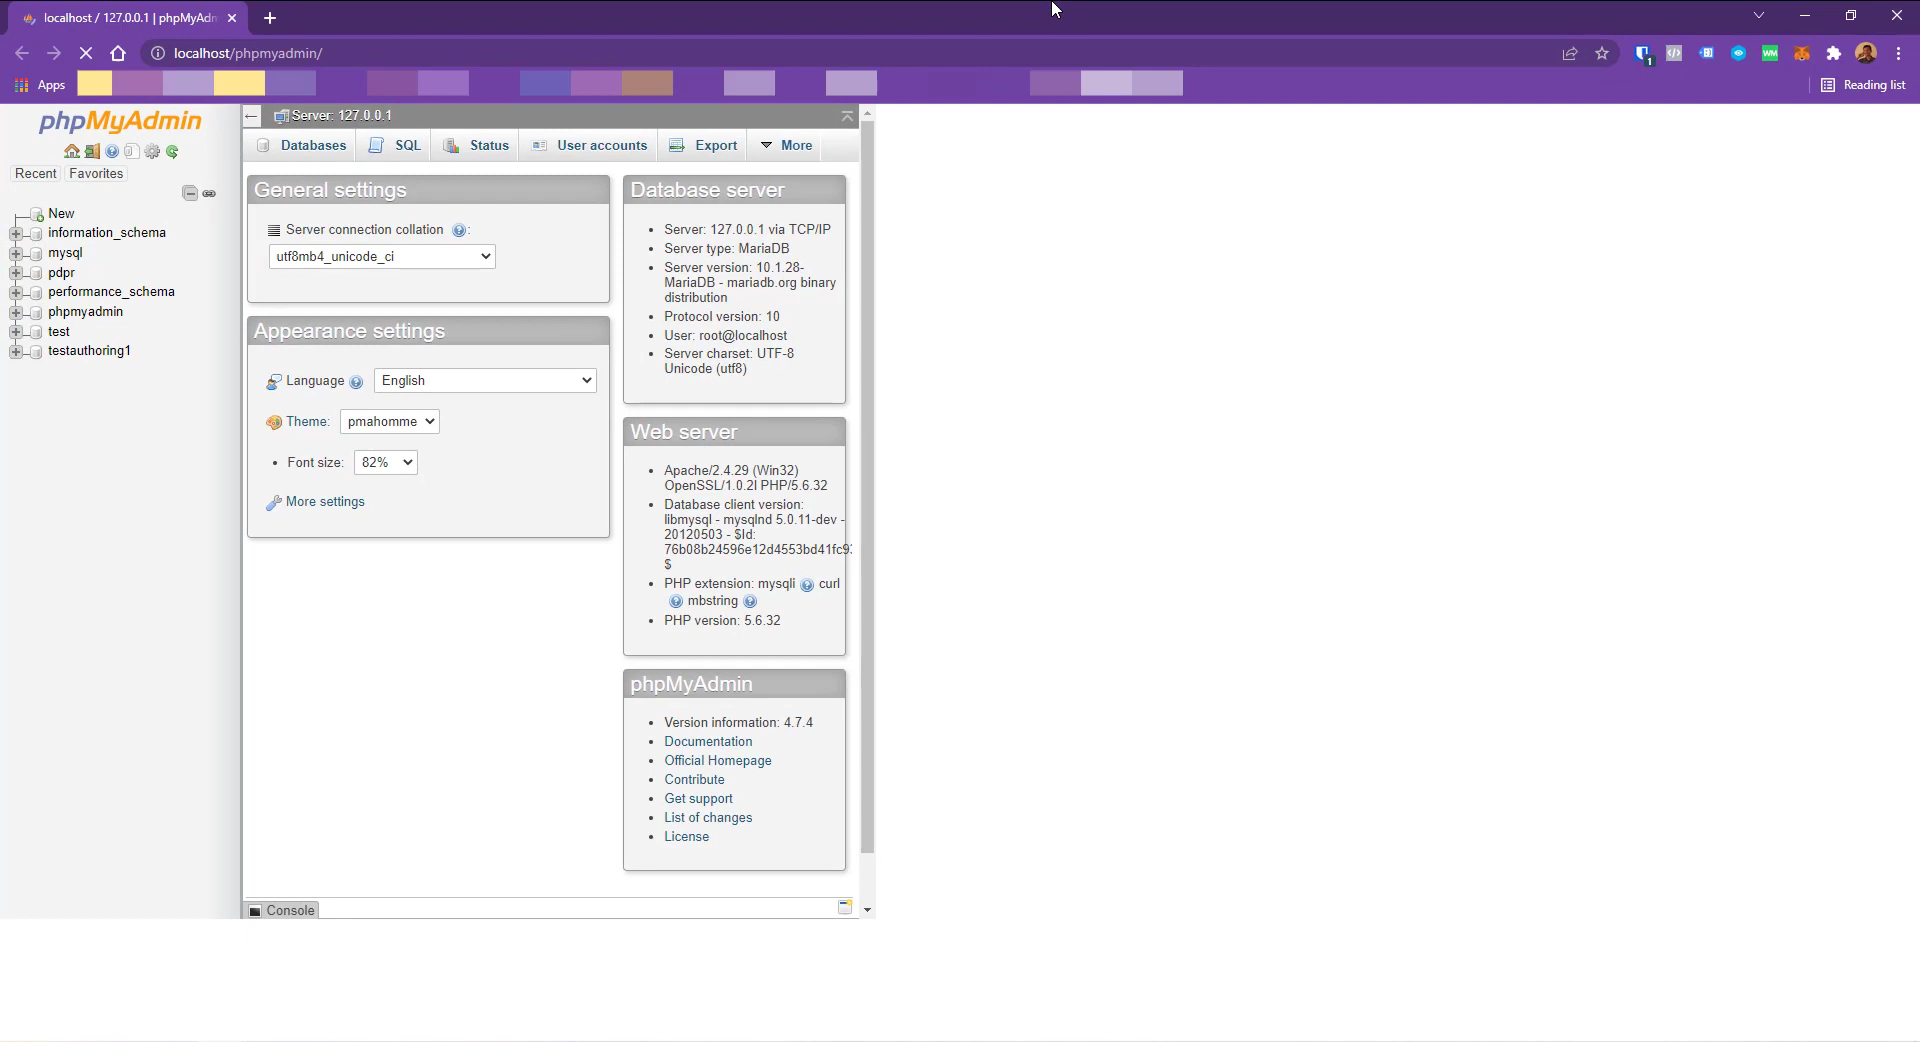 localhost / 127.0.0.1 | phpMyAdm
localhost/phpmyadmin/
1
WM
Apps
Reading list
phpMyAdmin
Recent
Favorites
New
information_schema
mysql
pdpr
performance_schema
phpmyadmin
test
testauthoring1
Server: 127.0.0.1
Databases
SQL
Status
User accounts
Export
More
General settings
Server connection collation :
utf8mb4_unicode_ci
Appearance settings
Language
English
Theme:
pmahomme
Font size:
82%
More settings
Database server
Server: 127.0.0.1 via TCP/IP
Server type: MariaDB
Server version: 10.1.28-
MariaDB - mariadb.org binary
distribution
Protocol version: 10
User: root@localhost
Server charset: UTF-8
Unicode (utf8)
Web server
Apache/2.4.29 (Win32)
OpenSSL/1.0.2l PHP/5.6.32
Database client version:
libmysql - mysqlnd 5.0.11-dev -
20120503 - $Id:
76b08b24596e12d4553bd41fc93
$
PHP extension: mysqli curl
mbstring
PHP version: 5.6.32
phpMyAdmin
Version information: 4.7.4
Documentation
Official Homepage
Contribute
Get support
List of changes
License
Console